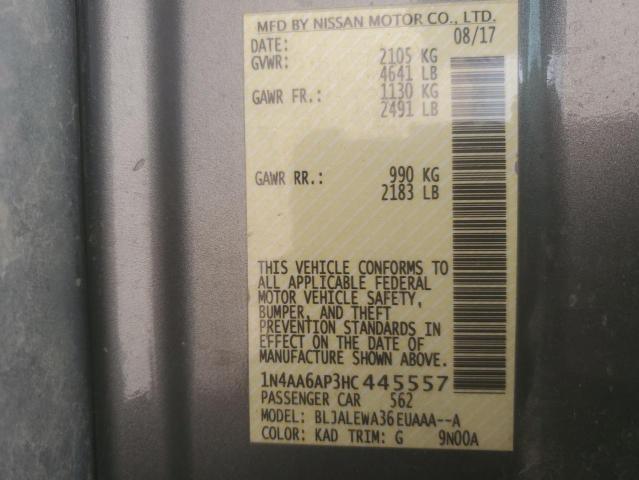 MFD BY NISSAN MOTOR CO., LTD.
DATE: 08/17
GVWR: 2105 KG
4641 LB
GAWR FR.: 1130 KG
2491 LB
GAWR RR.: 990 KG
2183 LB
THIS VEHICLE CONFORMS TO
ALL APPLICABLE FEDERAL
MOTOR VEHICLE SAFETY,
BUMPER, AND THEFT
PREVENTION STANDARDS IN
EFFECT ON THE DATE OF
MANUFACTURE SHOWN ABOVE.
1N4AA6AP3HC445557
PASSENGER CAR 562
MODEL: BLJALEWA36EUAAA--A
COLOR: KAD TRIM: G 9N00A